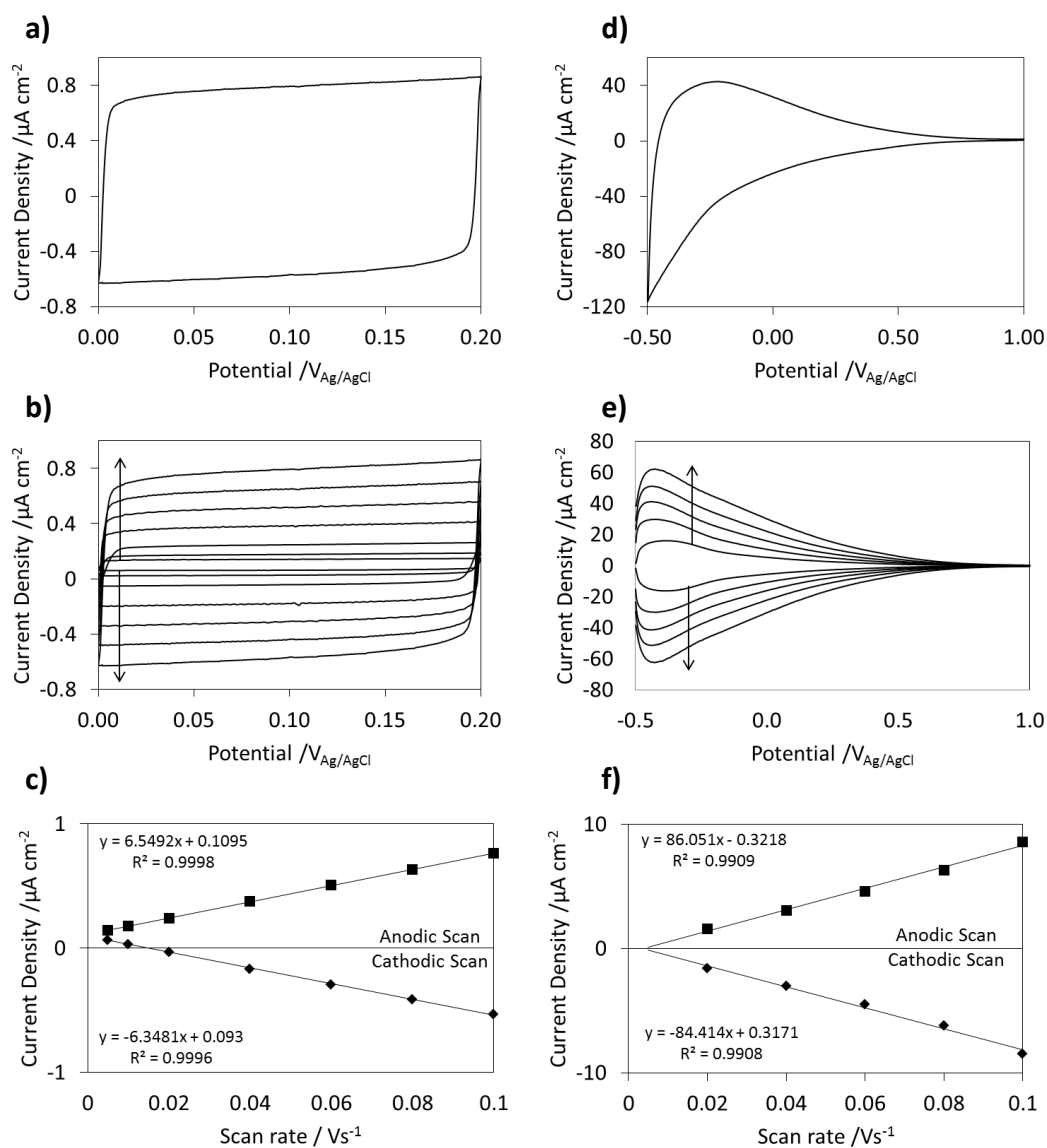 a)
Current Density /µA cm-2
0.8
0.4
0
-0.4
-0.8
0.00
0.05
0.10
0.15
0.20
Potential /VAg/AgCl
d)
Current Density /µA cm-2
40
0
-40
-80
-120
-0.50
0.00
0.50
1.00
Potential /VAg/AgCl
b)
Current Density /µA cm-2
0.8
0.4
0
-0.4
-0.8
0.00
0.05
0.10
0.15
0.20
Potential /VAg/AgCl
e)
Current Density /µA cm-2
80
60
40
20
0
-20
-40
-60
-80
-0.5
0.0
0.5
1.0
Potential /VAg/AgCl
c)
Current Density /µA cm-2
1
0
-1
y = 6.5492x + 0.1095
R² = 0.9998
Anodic Scan
Cathodic Scan
y = -6.3481x + 0.093
R² = 0.9996
0
0.02
0.04
0.06
0.08
0.1
Scan rate / Vs-1
f)
Current Density /µA cm-2
10
0
-10
y = 86.051x - 0.3218
R² = 0.9909
Anodic Scan
Cathodic Scan
y = -84.414x + 0.3171
R² = 0.9908
0
0.02
0.04
0.06
0.08
0.1
Scan rate / Vs-1